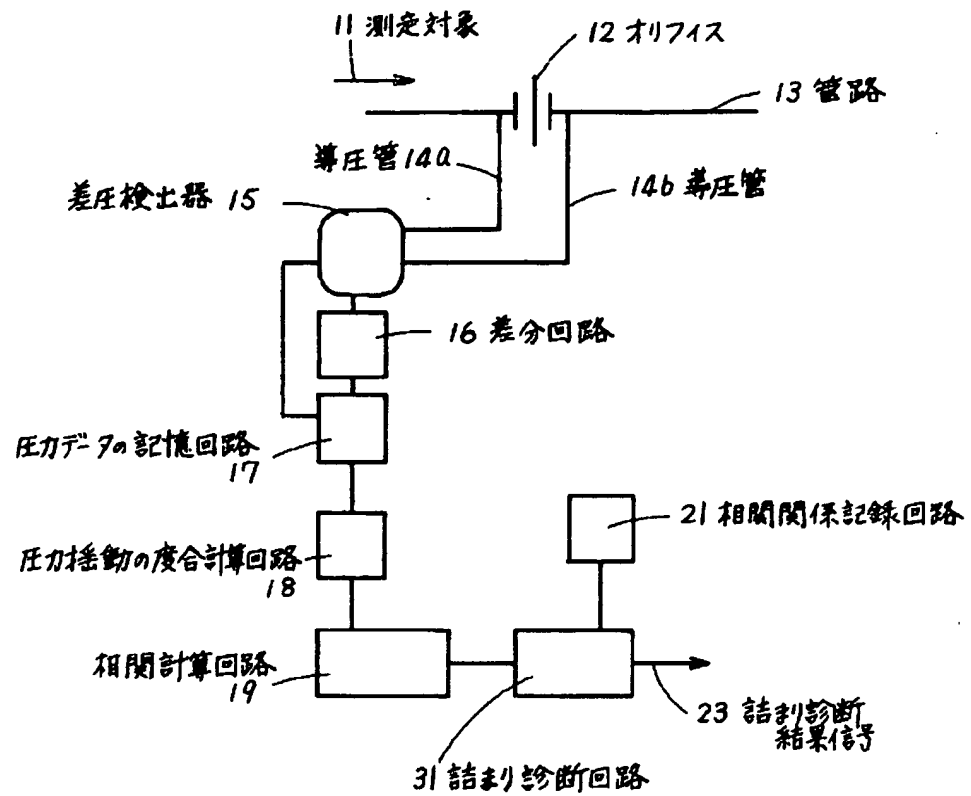 11 測定対象
12 オリフィス
13 管路
導圧管 14a
14b 導圧管
差圧検出器 15
16 差分回路
圧力データの記憶回路
17
21 相関関係記録回路
圧力揺動の度合計算回路
18
相関計算回路
19
23 詰まり診断
結果信号
31 詰まり診断回路